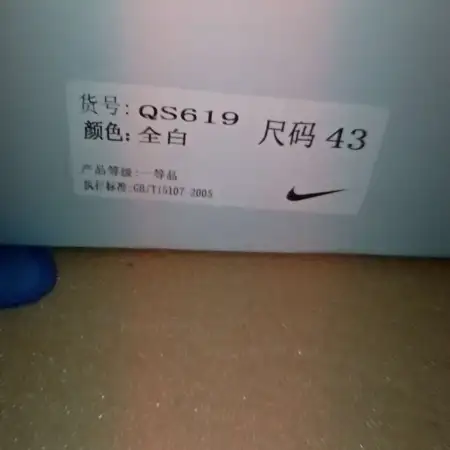 货号: QS619
颜色: 全白 尺码 43
产品等级: 一等品
执行标准: GB/T15107-2005